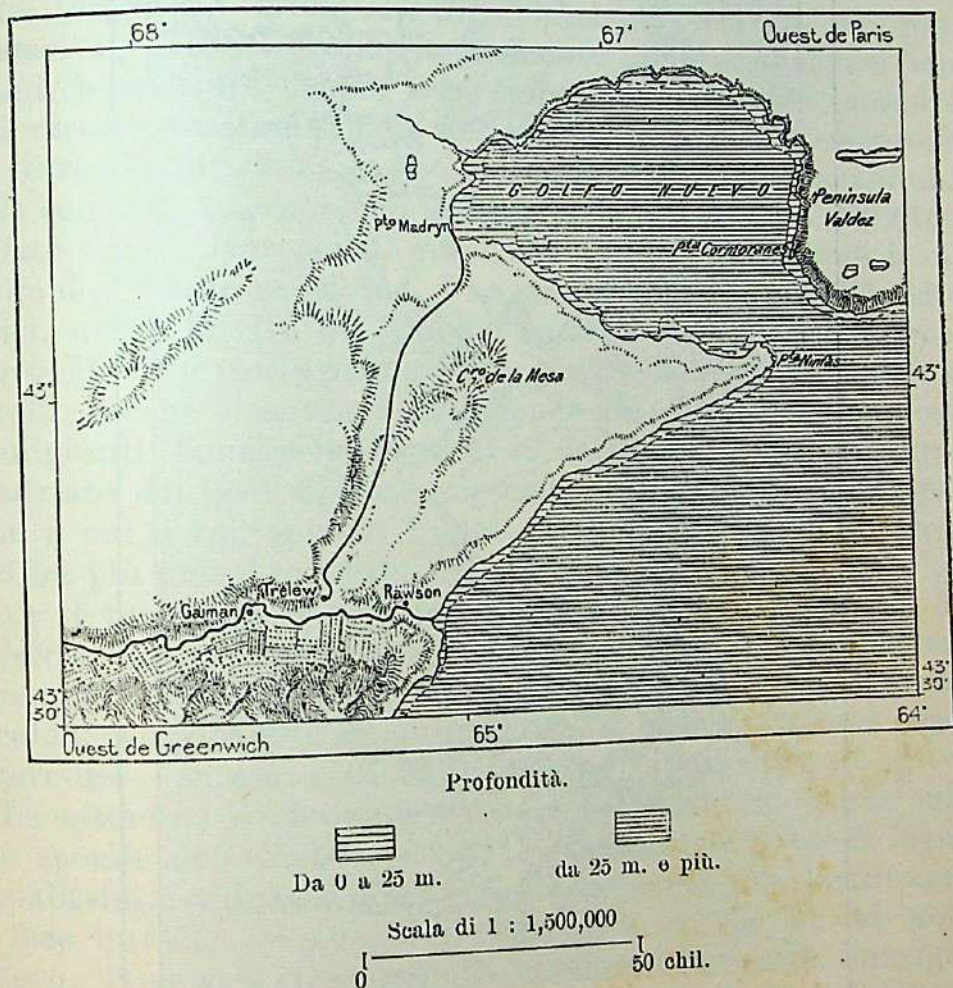 68° 67° Ouest de Paris
GOLFO NUEVO
Peninsula
Valdez
Pto Madryn
Pta Cormoranes
Cro de la Mesa
Pta Ninfas
43° 43°
Trelew
Rawson
Gaiman
43° 30' 43° 30'
Ouest de Greenwich 65° 64°
Profondità.
Da 0 a 25 m. da 25 m. e più.
Scala di 1 : 1,500,000
0 50 chil.